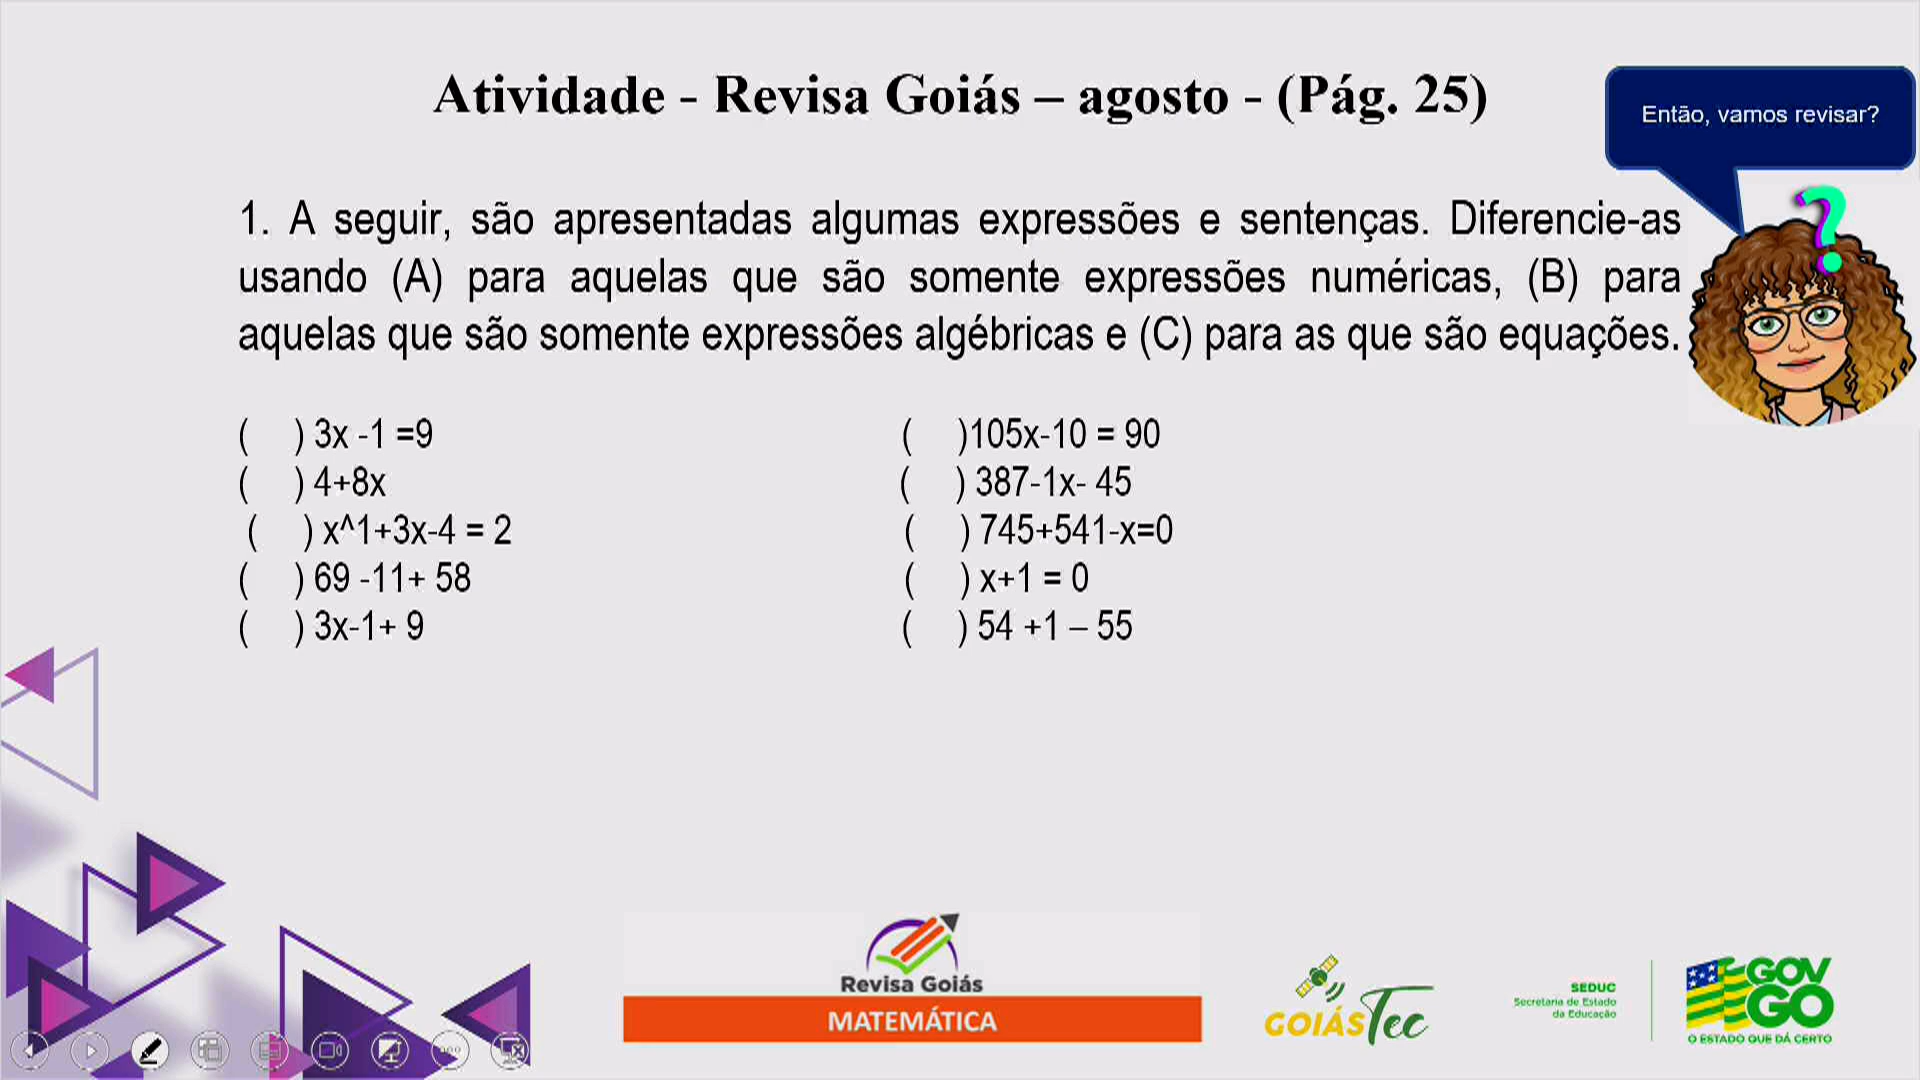 Atividade - Revisa Goiás – agosto - (Pág. 25)
Então, vamos revisar?
1. A seguir, são apresentadas algumas expressões e sentenças. Diferencie-as
usando (A) para aquelas que são somente expressões numéricas, (B) para
aquelas que são somente expressões algébricas e (C) para as que são equações.
( ) 3x -1 =9
( ) 4+8x
( ) x^1+3x-4 = 2
( ) 69 -11+ 58
( ) 3x-1+ 9
( )105x-10 = 90
( ) 387-1x- 45
( ) 745+541-x=0
( ) x+1 = 0
( ) 54 +1 – 55
Revisa Goiás
MATEMÁTICA
GOIÁSTec
SEDUC
Secretaria de Estado
da Educação
GOV
GO
O ESTADO QUE DÁ CERTO